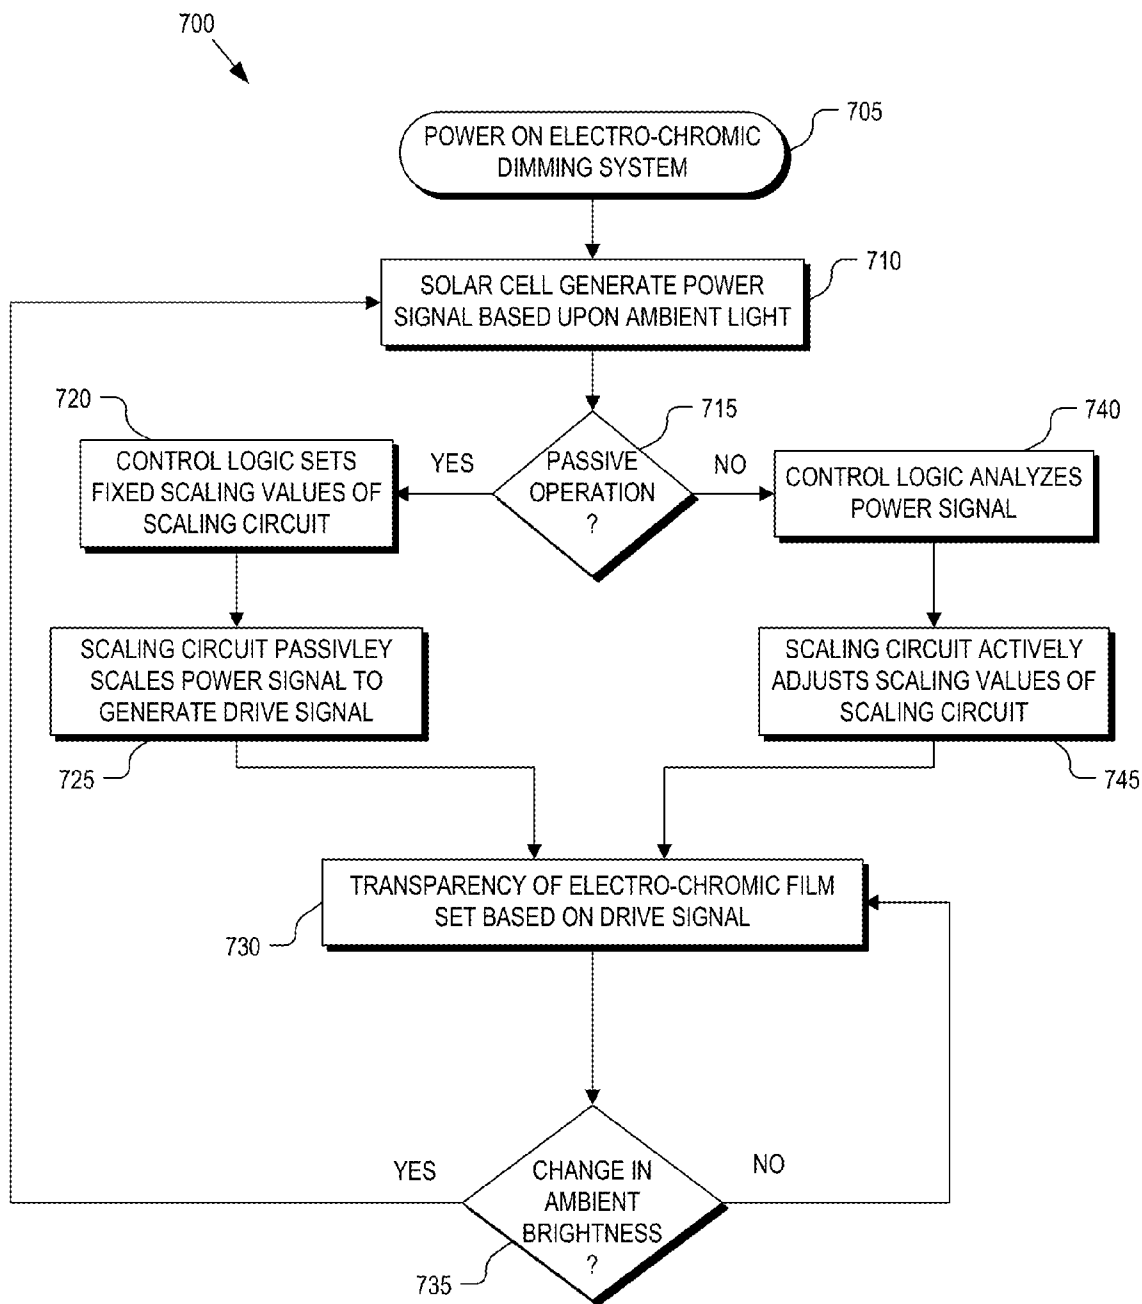 700
POWER ON ELECTRO-CHROMIC
DIMMING SYSTEM
705
SOLAR CELL GENERATE POWER
SIGNAL BASED UPON AMBIENT LIGHT
710
715
PASSIVE
OPERATION
?
YES
NO
720
CONTROL LOGIC SETS
FIXED SCALING VALUES OF
SCALING CIRCUIT
740
CONTROL LOGIC ANALYZES
POWER SIGNAL
SCALING CIRCUIT PASSIVLEY
SCALES POWER SIGNAL TO
GENERATE DRIVE SIGNAL
725
SCALING CIRCUIT ACTIVELY
ADJUSTS SCALING VALUES OF
SCALING CIRCUIT
745
TRANSPARENCY OF ELECTRO-CHROMIC FILM
SET BASED ON DRIVE SIGNAL
730
YES
NO
CHANGE IN
AMBIENT
BRIGHTNESS
?
735